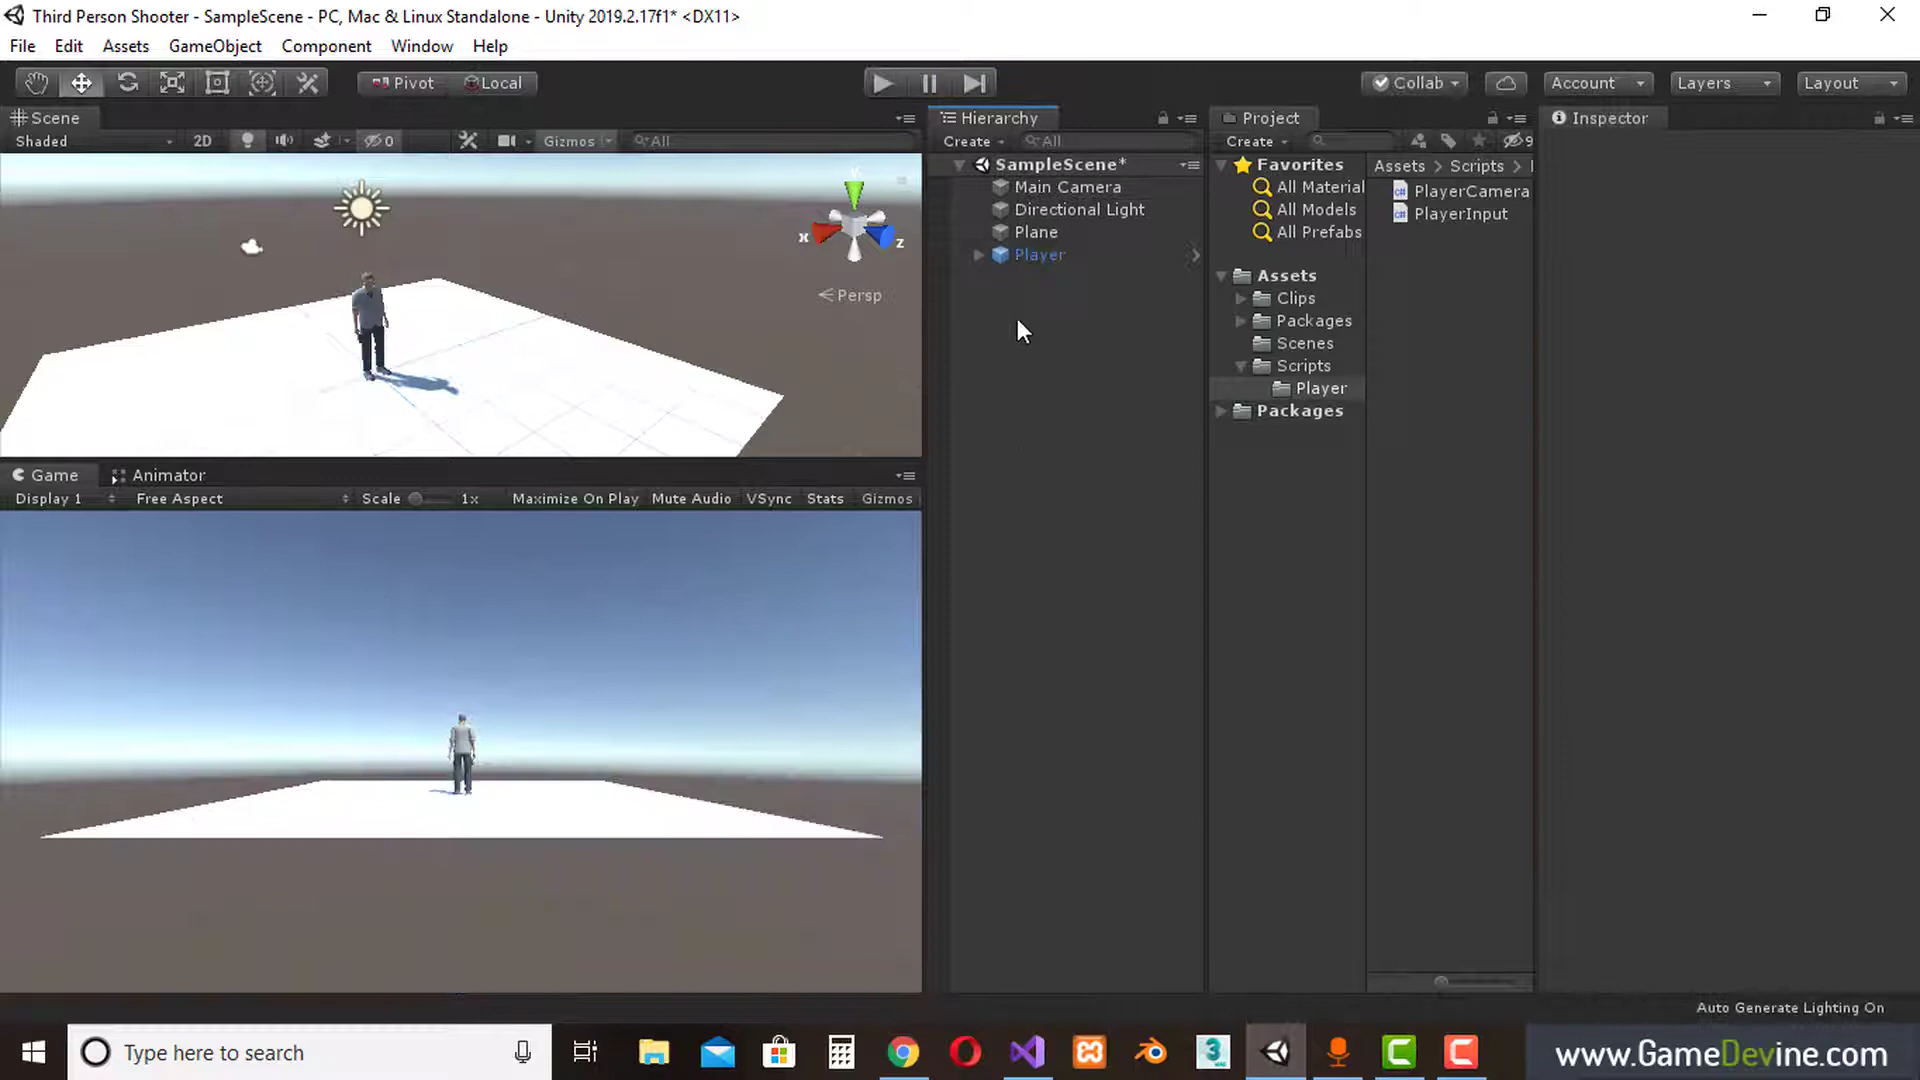 Third Person Shooter - SampleScene - PC, Mac & Linux Standalone - Unity 2019.2.17f1* <DX11>
File Edit Assets GameObject Component Window Help
Pivot Local Collab Account Layers Layout
Scene
Shaded 2D 0 Gizmos All
x
z
Persp
Game Animator
Display 1 Free Aspect Scale 1x Maximize On Play Mute Audio VSync Stats Gizmos
Hierarchy
Create All
SampleScene*
Main Camera
Directional Light
Plane
Player
Project
Create 9
Favorites
All Material
All Models
All Prefabs
Assets
Clips
Packages
Scenes
Scripts
Player
Packages
Assets > Scripts >
PlayerCamera
PlayerInput
Inspector
Auto Generate Lighting On
Type here to search
www.GameDevine.com